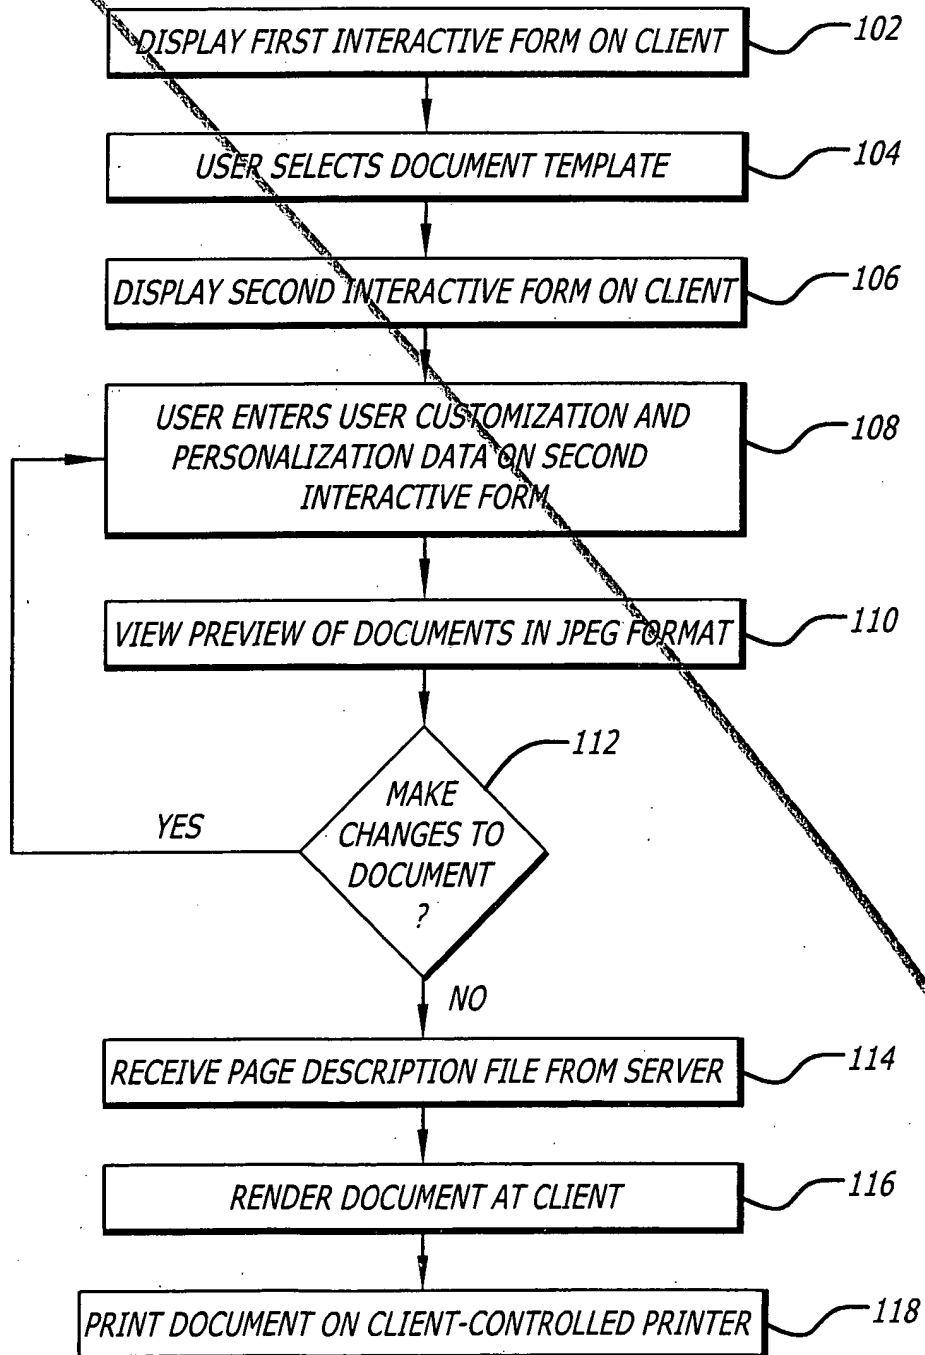 DISPLAY FIRST INTERACTIVE FORM ON CLIENT
102
USER SELECTS DOCUMENT TEMPLATE
104
DISPLAY SECOND INTERACTIVE FORM ON CLIENT
106
USER ENTERS USER CUSTOMIZATION AND
PERSONALIZATION DATA ON SECOND
INTERACTIVE FORM
108
VIEW PREVIEW OF DOCUMENTS IN JPEG FORMAT
110
112
MAKE
CHANGES TO
DOCUMENT
?
YES
NO
RECEIVE PAGE DESCRIPTION FILE FROM SERVER
114
RENDER DOCUMENT AT CLIENT
116
PRINT DOCUMENT ON CLIENT-CONTROLLED PRINTER
118